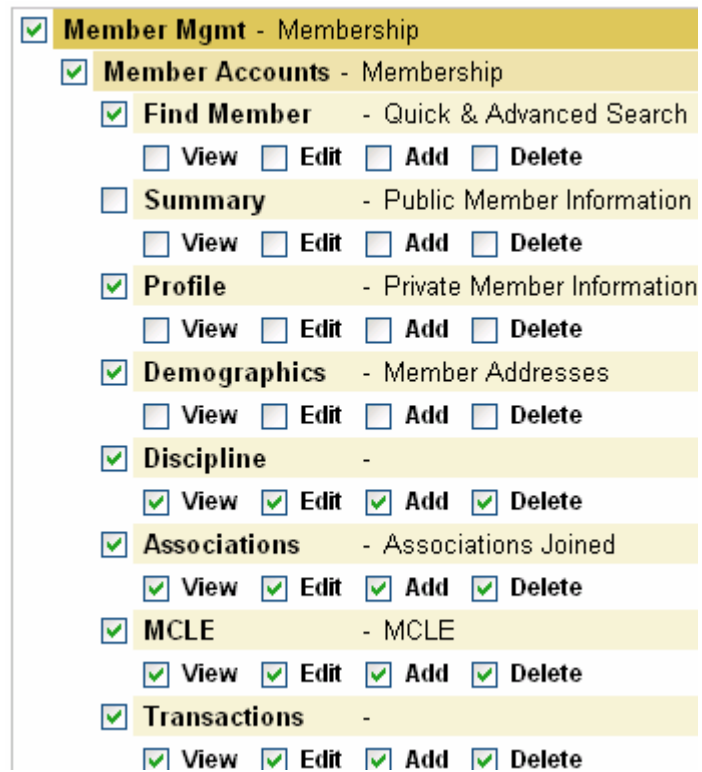 Member Mgmt - Membership
Member Accounts - Membership
Find Member - Quick & Advanced Search
View Edit Add Delete
Summary - Public Member Information
View Edit Add Delete
Profile - Private Member Information
View Edit Add Delete
Demographics - Member Addresses
View Edit Add Delete
Discipline -
View Edit Add Delete
Associations - Associations Joined
View Edit Add Delete
MCLE - MCLE
View Edit Add Delete
Transactions -
View Edit Add Delete